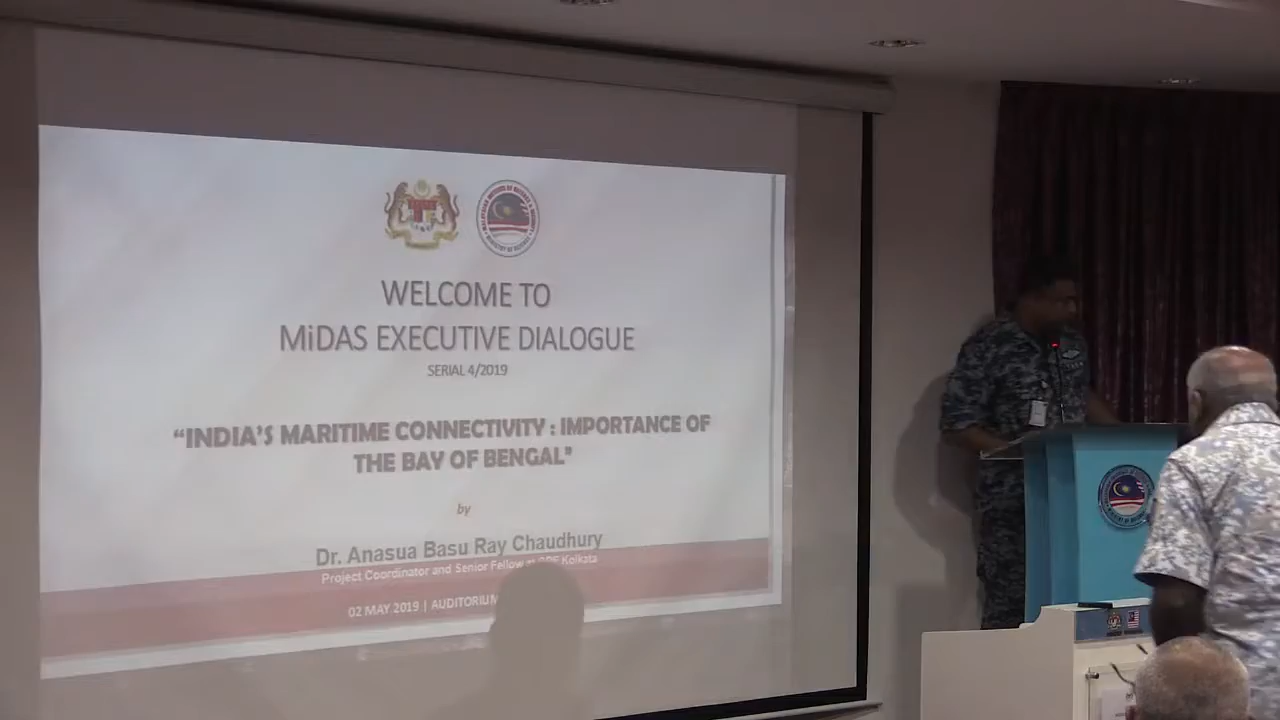 WELCOME TO
MiDAS EXECUTIVE DIALOGUE
SERIAL 4/2019
“INDIA’S MARITIME CONNECTIVITY : IMPORTANCE OF
THE BAY OF BENGAL”
by
Dr. Anasua Basu Ray Chaudhury
Project Coordinator and Senior Fellow Kolkata
02 MAY 2019 | AUDITORIUM